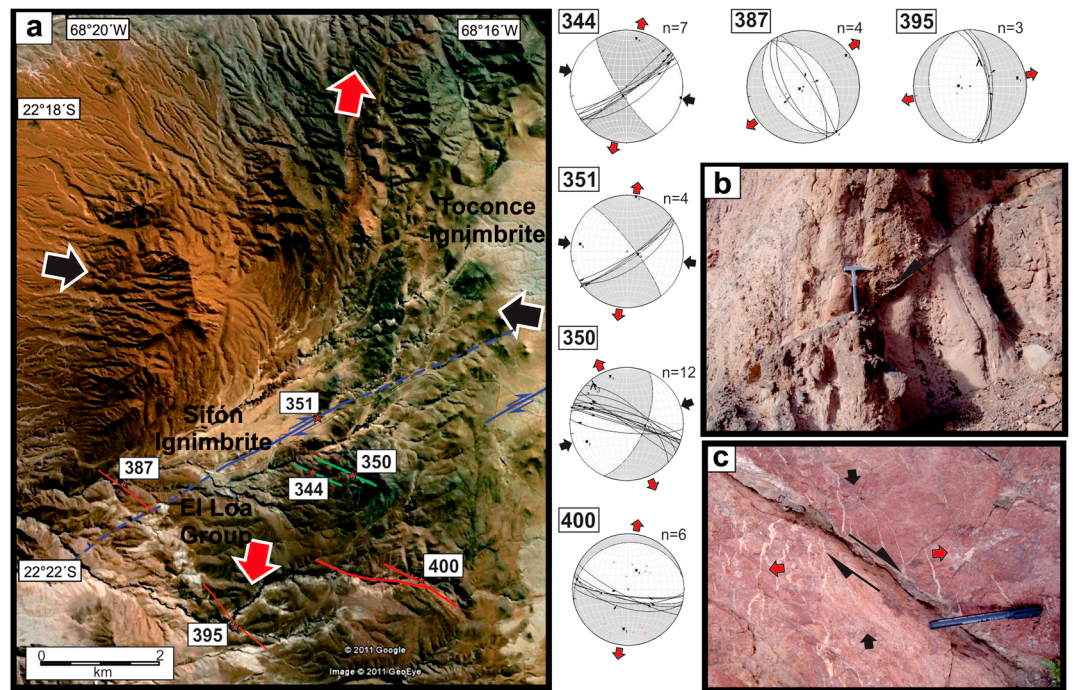 a
68°20´W
68°16´W
22°18´S
Toconce
Ignimbrite
351
Sifón
Ignimbrite
387
350
344
El Loa
Group
22°22´S
400
395
0 2
km
© 2011 Google
Image © 2011 GeoEye
344
n=7
387
n=4
395
n=3
351
n=4
350
n=12
400
n=6
b
c